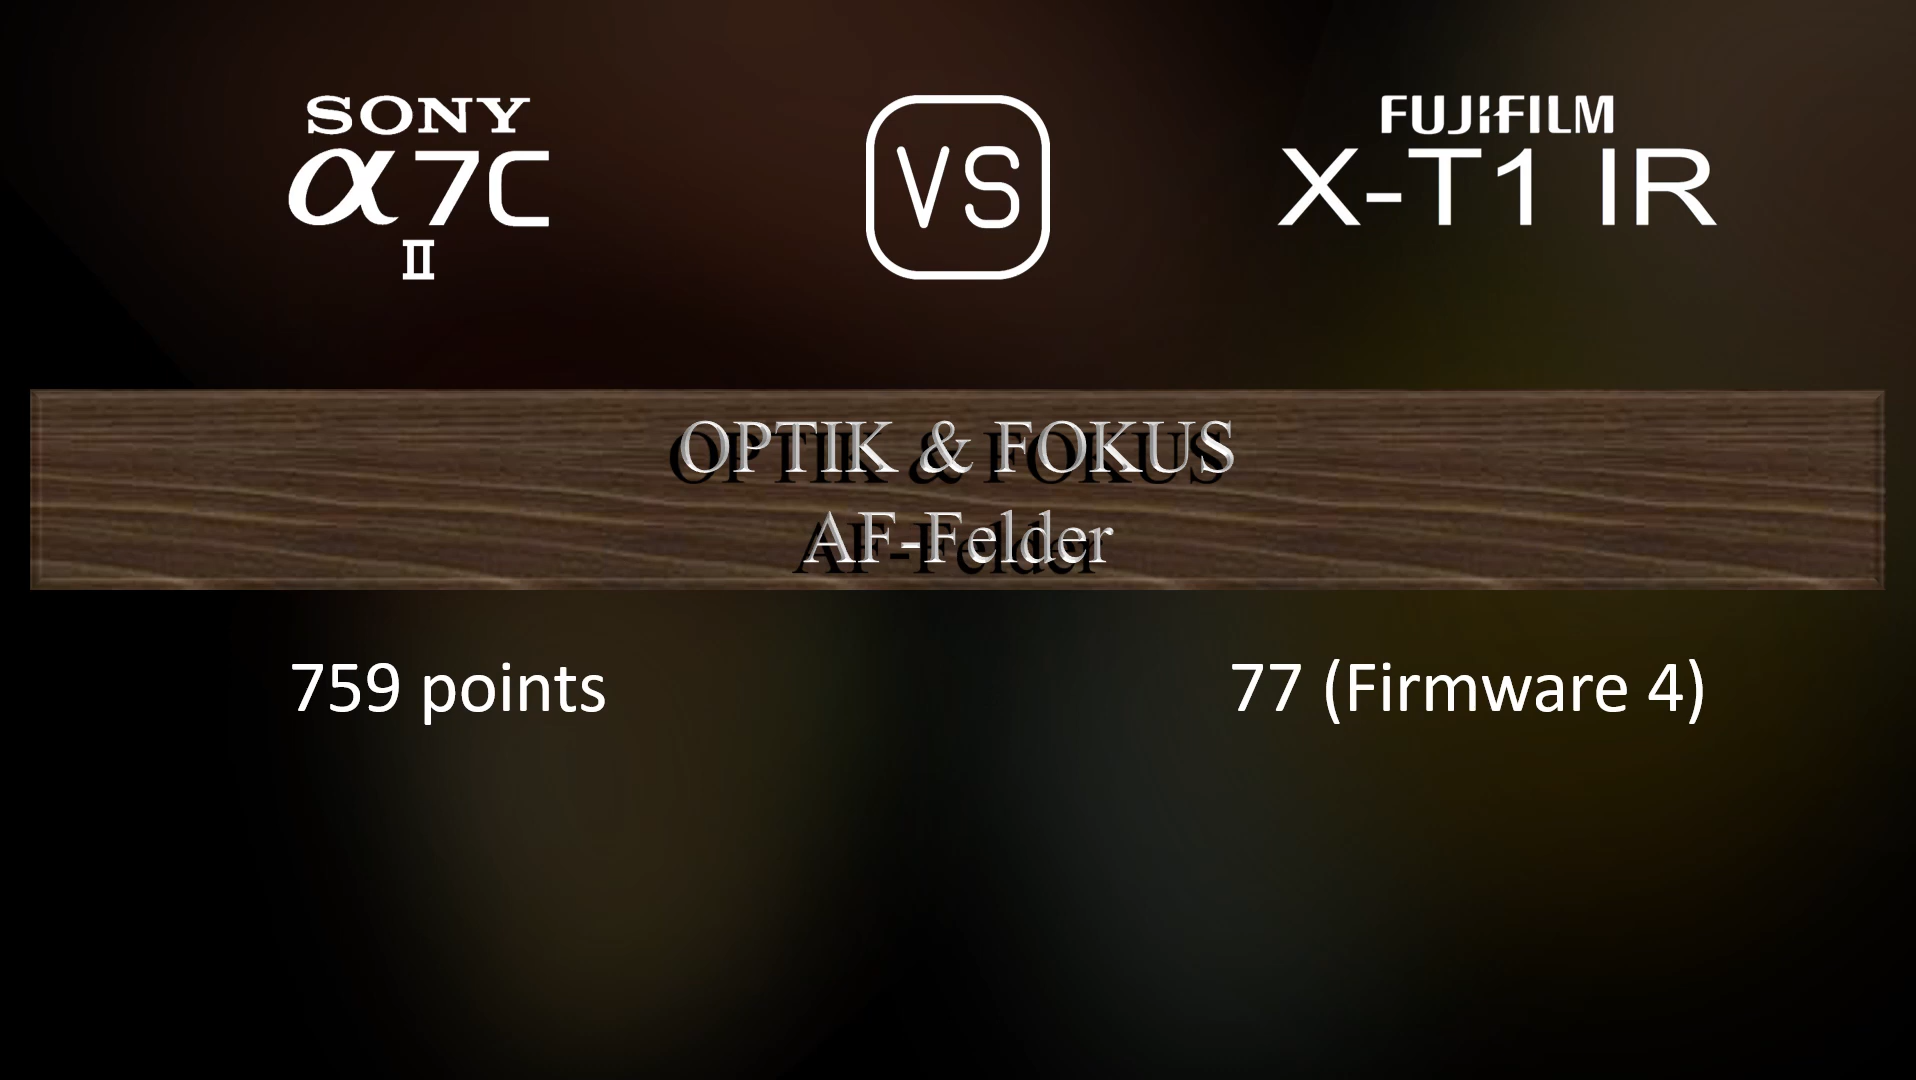 SONY
α7C
II
VS
FUJIFILM
X-T1 IR
OPTIK & FOKUS
AF-Felder
759 points
77 (Firmware 4)